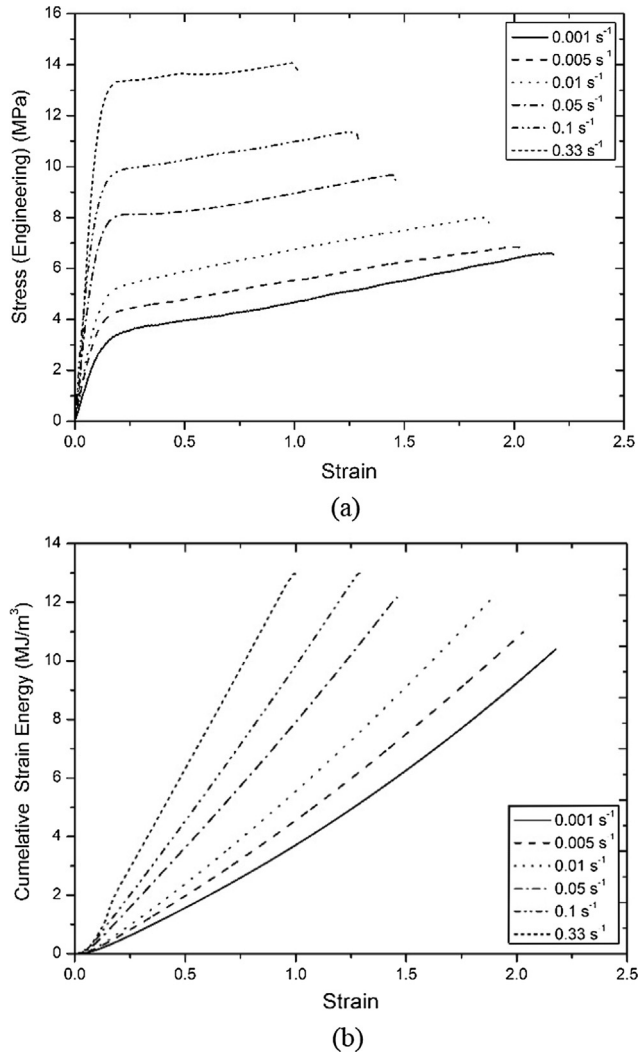 16
14
12
10
8
6
4
2
0
Stress (Engineering) (MPa)
0.001 s-1
0.005 s-1
0.01 s-1
0.05 s-1
0.1 s-1
0.33 s-1
0.0 0.5 1.0 1.5 2.0 2.5
Strain
(a)
14
12
10
8
6
4
2
0
Cumelative Strain Energy (MJ/m³)
0.001 s-1
0.005 s-1
0.01 s-1
0.05 s-1
0.1 s-1
0.33 s-1
0.0 0.5 1.0 1.5 2.0 2.5
Strain
(b)